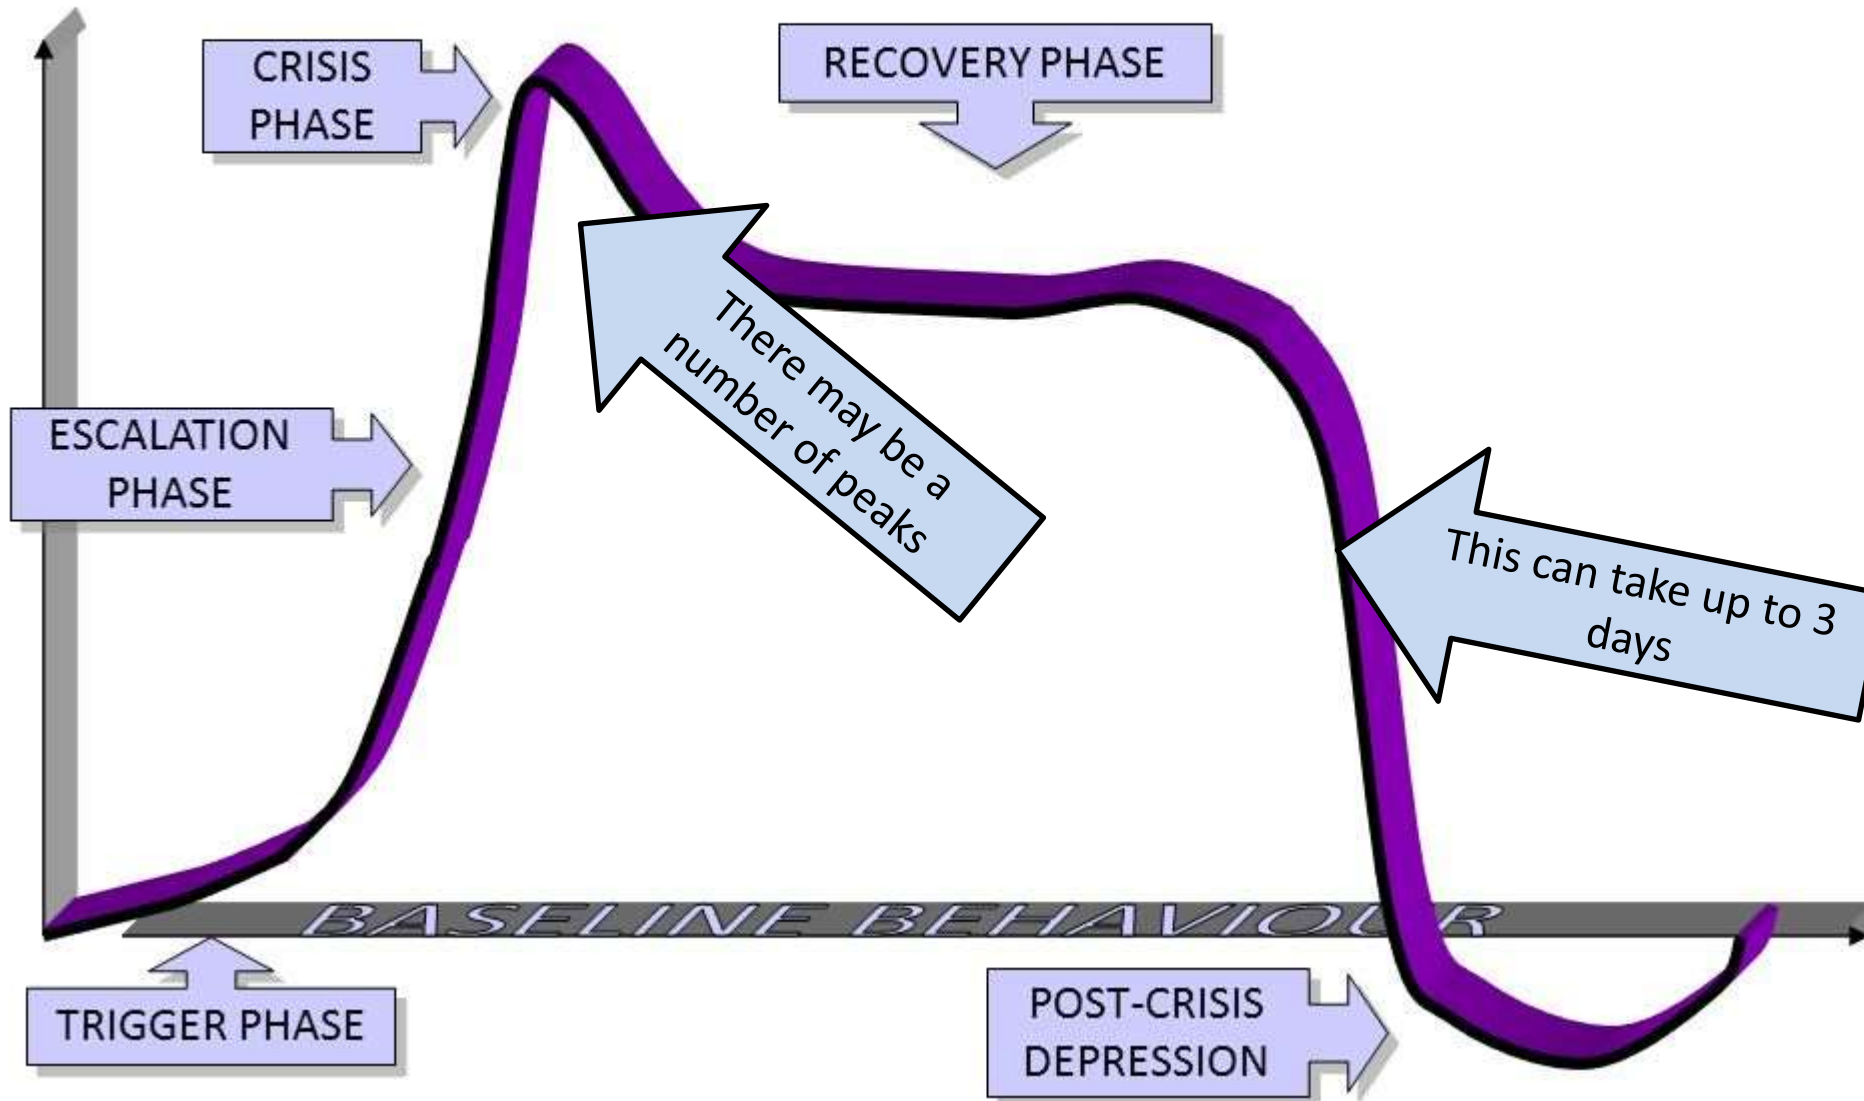 CRISIS
PHASE
RECOVERY PHASE
There may be a
number of peaks
ESCALATION
PHASE
This can take up to 3
days
BASELINE BEHAVIOUR
TRIGGER PHASE
POST-CRISIS
DEPRESSION